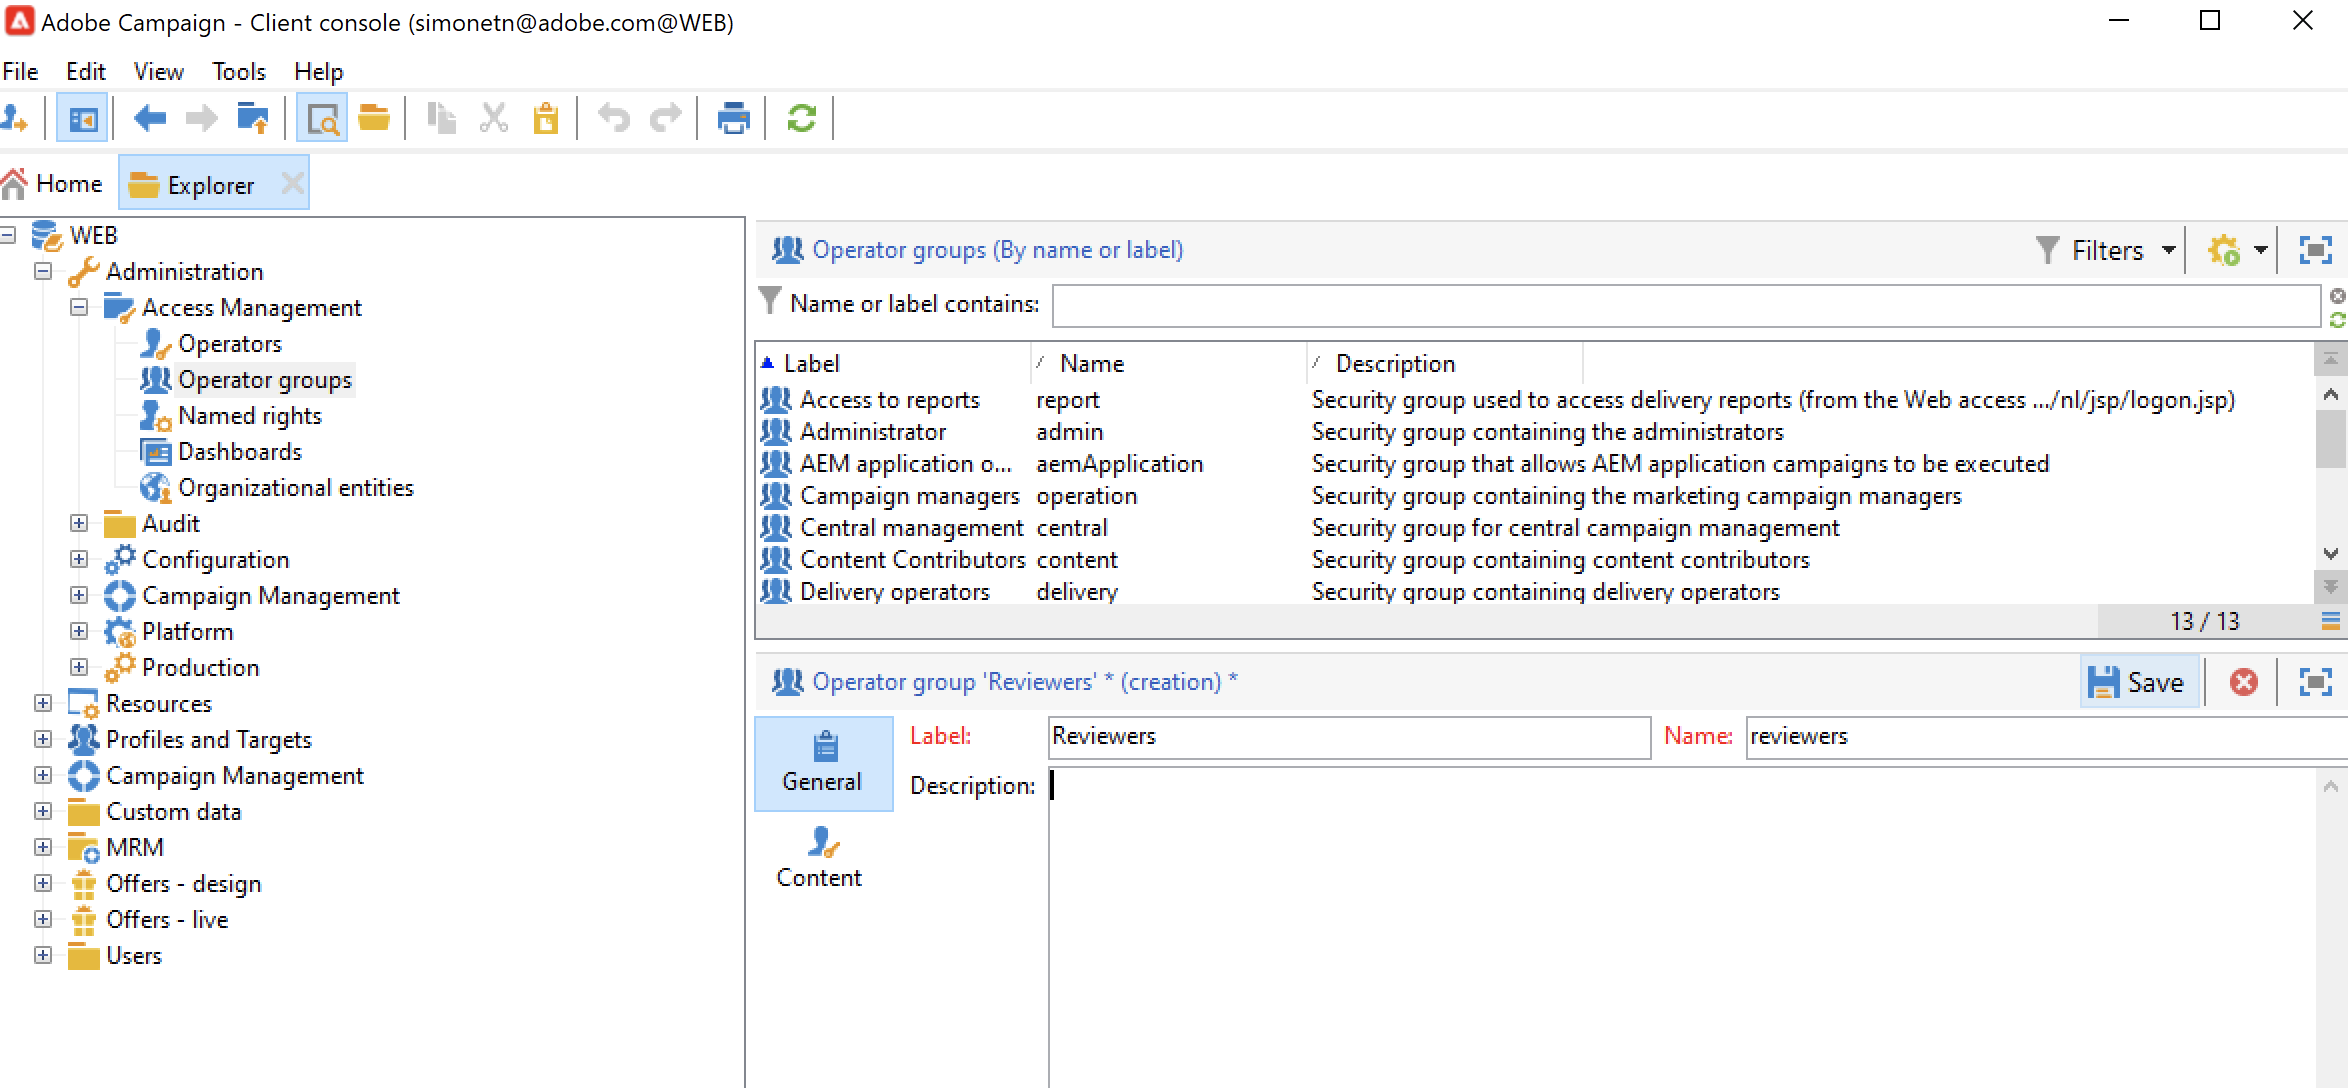 Adobe Campaign - Client console (simonetn@adobe.com@WEB)
File Edit View Tools Help
Home Explorer
WEB
Administration
Access Management
Operators
Operator groups
Named rights
Dashboards
Organizational entities
Audit
Configuration
Campaign Management
Platform
Production
Resources
Profiles and Targets
Campaign Management
Custom data
MRM
Offers - design
Offers - live
Users
Operator groups (By name or label) Filters
Name or label contains:
Label Name Description
Access to reports report Security group used to access delivery reports (from the Web access .../nl/jsp/logon.jsp)
Administrator admin Security group containing the administrators
AEM application o... aemApplication Security group that allows AEM application campaigns to be executed
Campaign managers operation Security group containing the marketing campaign managers
Central management central Security group for central campaign management
Content Contributors content Security group containing content contributors
Delivery operators delivery Security group containing delivery operators
13 / 13
Operator group 'Reviewers' * (creation) * Save
General
Content
Label: Reviewers Name: reviewers
Description: